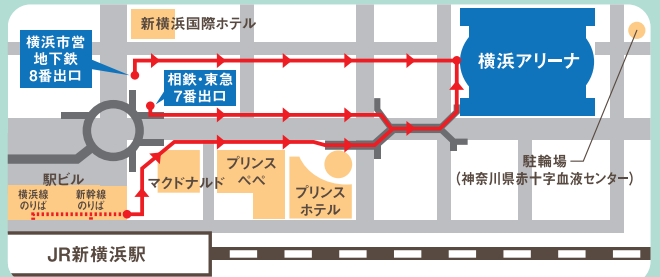 新横浜国際ホテル
横浜市営
地下鉄
8番出口
相鉄・東急
7番出口
横浜アリーナ
駐輪場
(神奈川県赤十字血液センター)
駅ビル
横浜線
のりば
新幹線
のりば
マクドナルド
プリンス
ペペ
プリンス
ホテル
JR新横浜駅